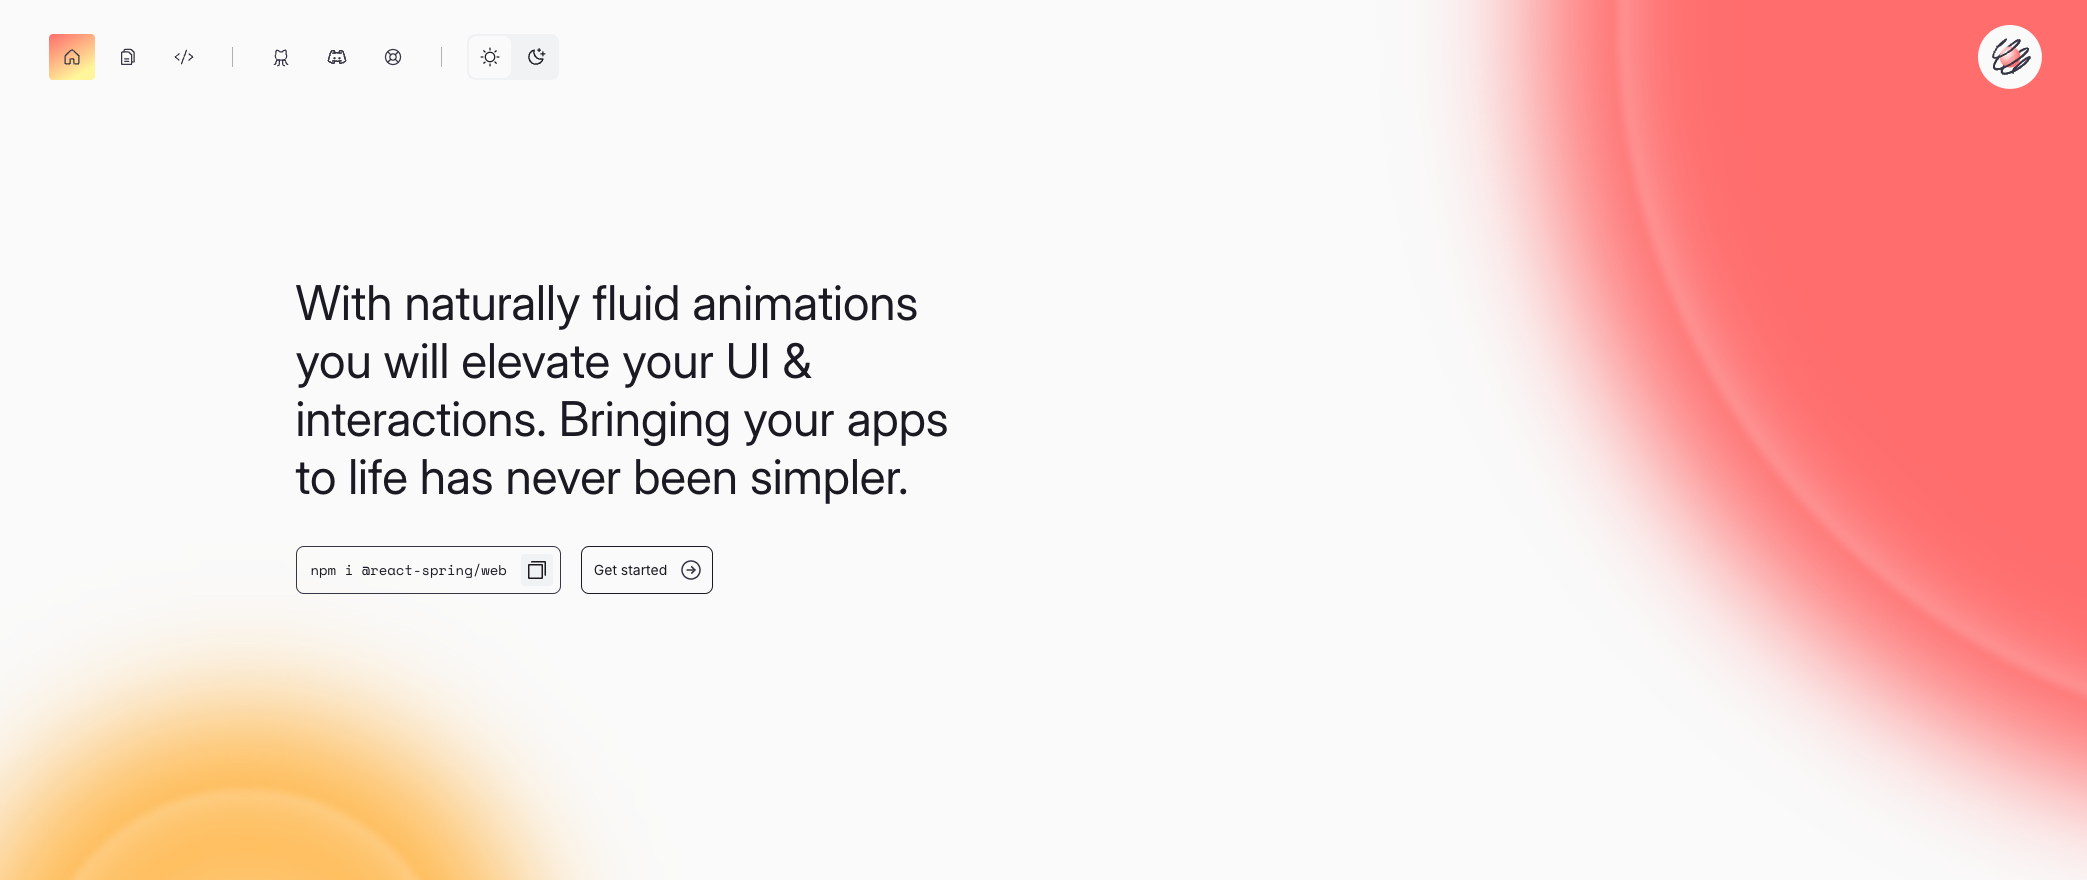 With naturally fluid animations
you will elevate your UI &
interactions. Bringing your apps
to life has never been simpler.
npm i @react-spring/web
Get started